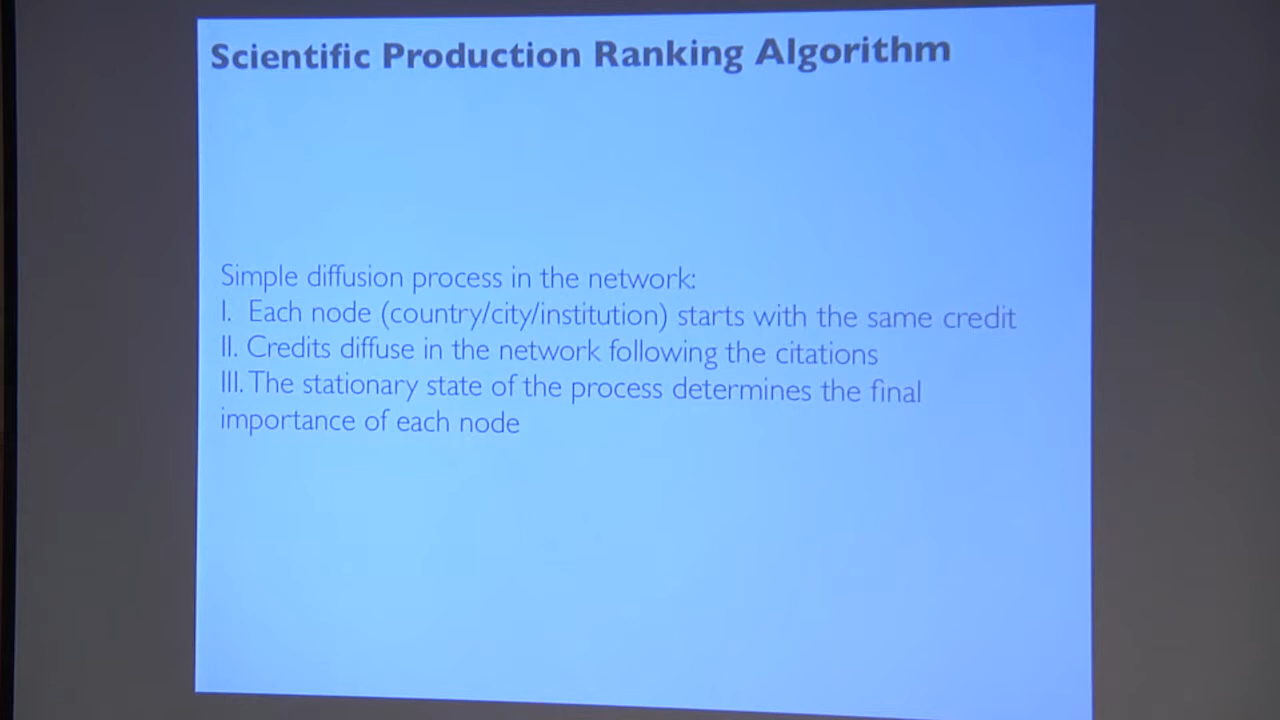 Scientific Production Ranking Algorithm
Simple diffusion process in the network:
I. Each node (country/city/institution) starts with the same credit
II. Credits diffuse in the network following the citations
III. The stationary state of the process determines the final
importance of each node